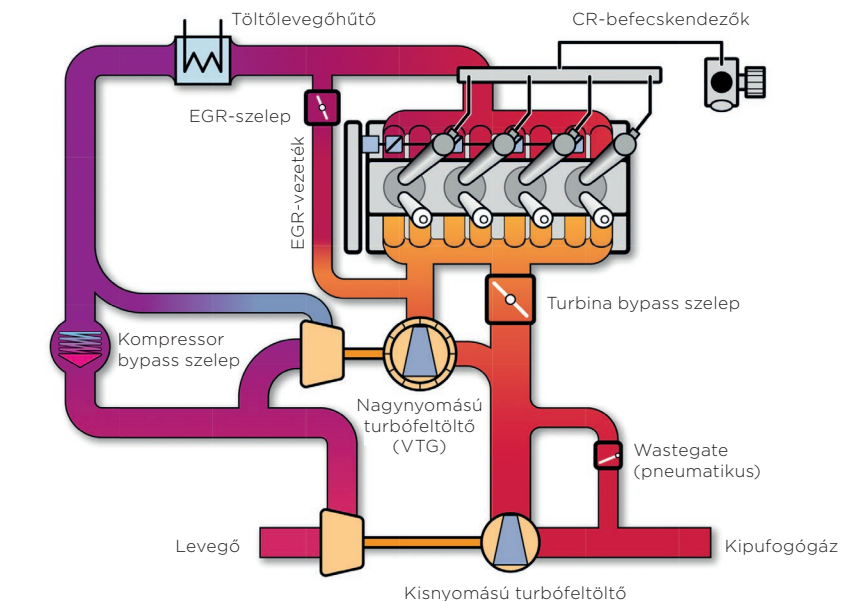 Töltőlevegőhűtő
CR-befecskendezők
EGR-szelep
EGR-vezeték
Turbina bypass szelep
Kompressor
bypass szelep
Nagynyomású
turbófeltöltő
(VTG)
Wastegate
(pneumatikus)
Levegő
Kipufogógáz
Kisnyomású turbófeltöltő